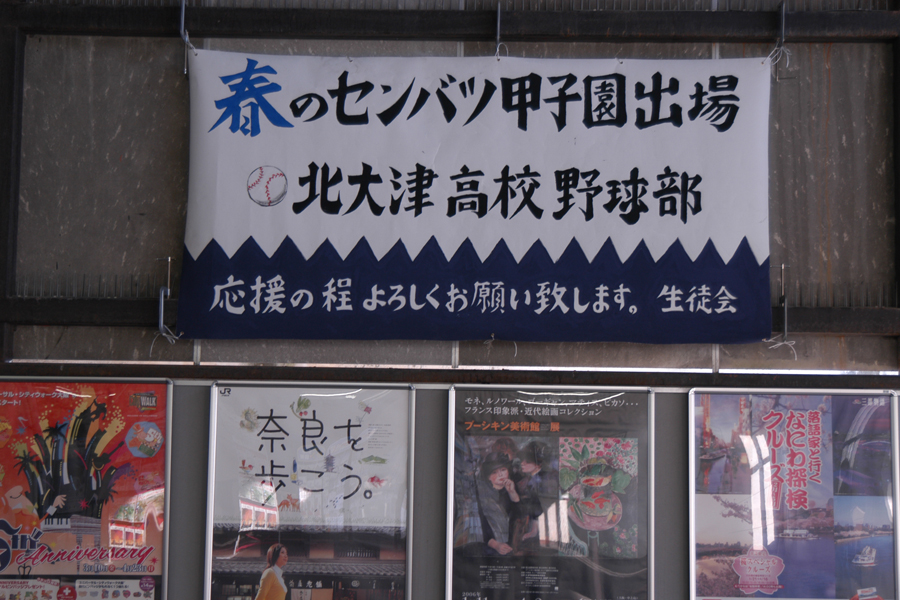 春のセンバツ甲子園出場
北大津高校野球部
応援の程よろしくお願い致します。 生徒会
Anniversary
WALK
JR
奈良を
歩こう。
フランス印象派・近代絵画コレクション
プーシキン美術館 展
落語家と行く
なにわ探検
クルーズ